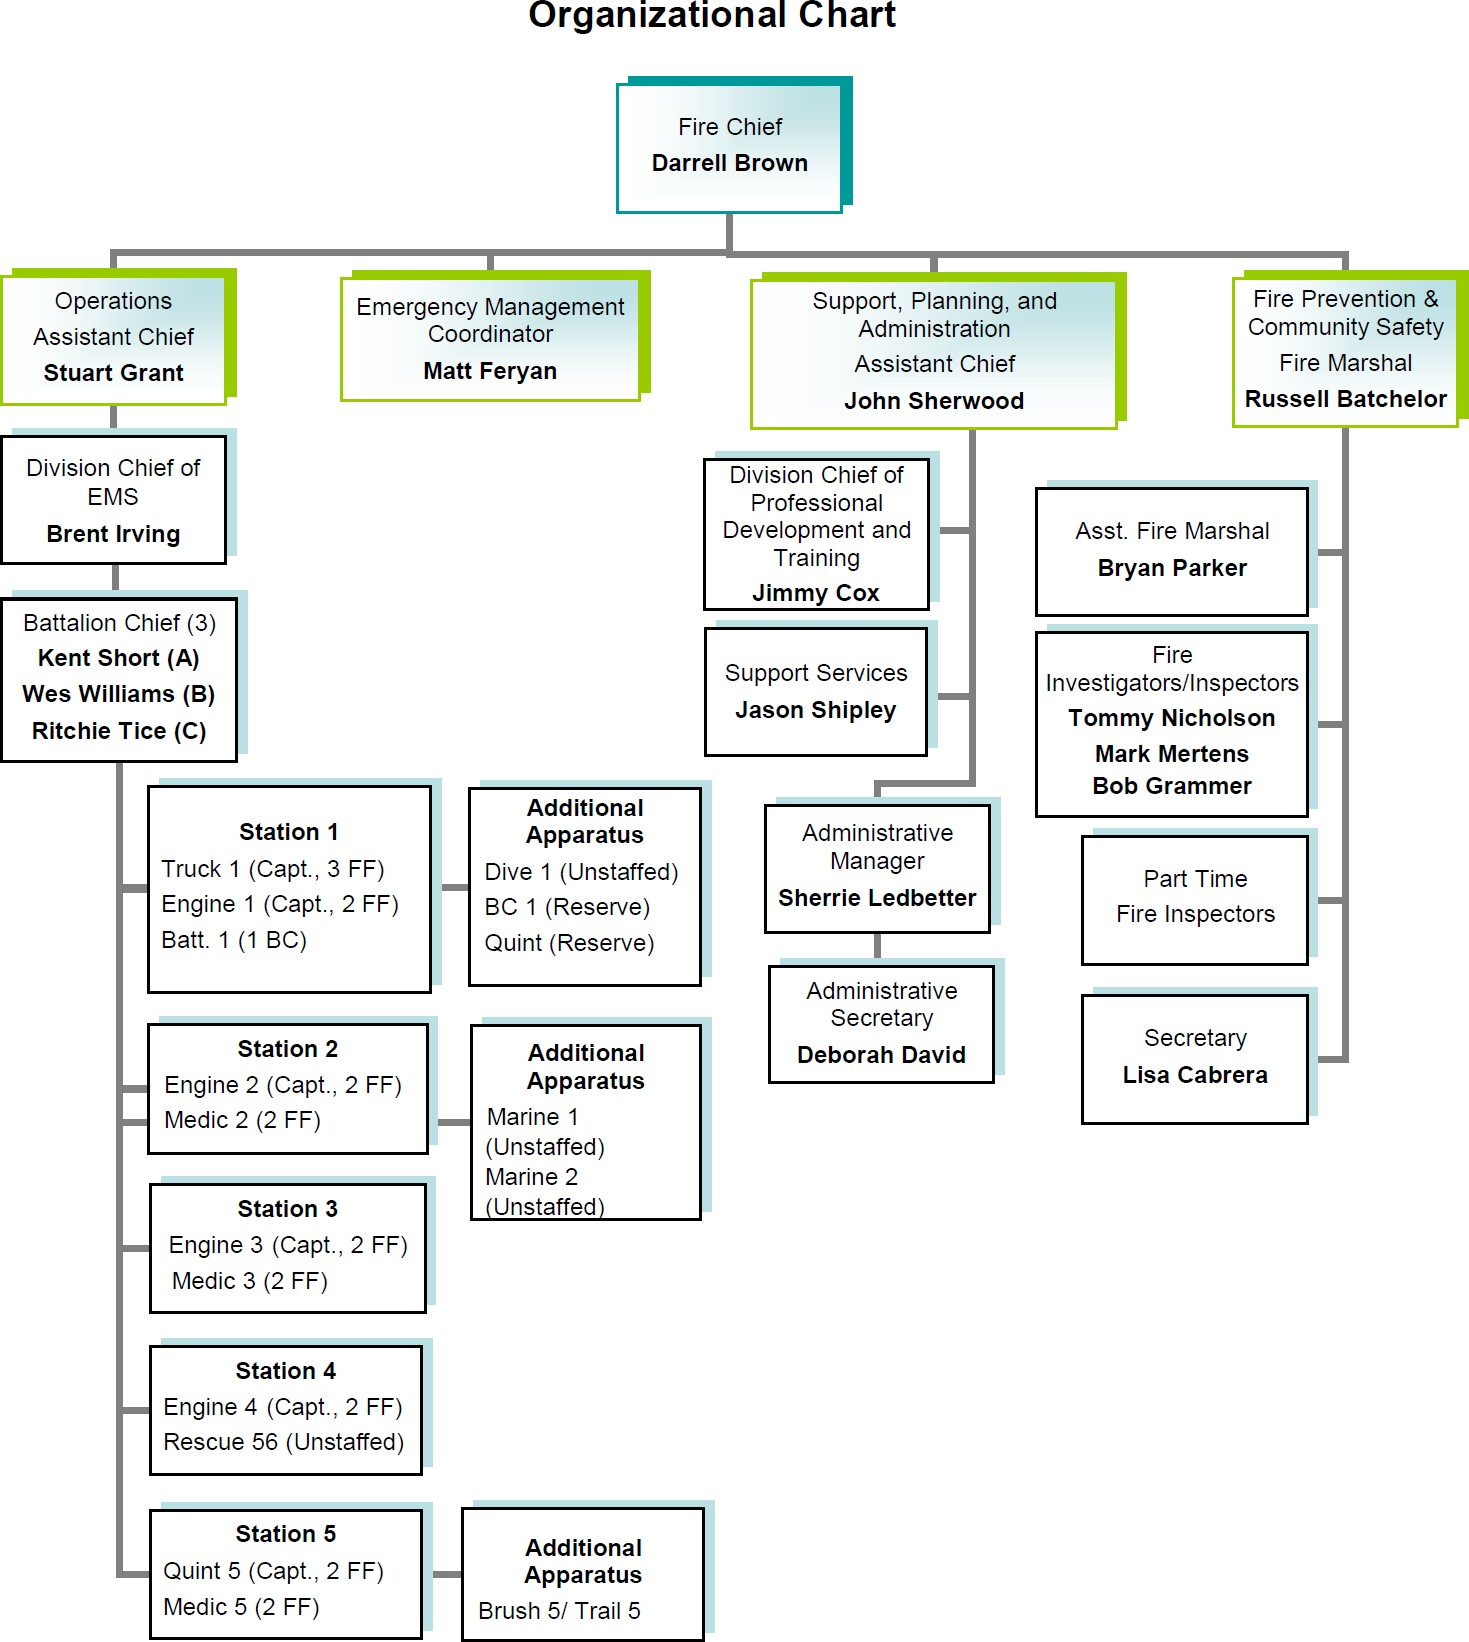 Organizational Chart
Fire Chief
Darrell Brown
Operations
Assistant Chief
Stuart Grant
Emergency Management
Coordinator
Matt Feryan
Support, Planning, and
Administration
Assistant Chief
John Sherwood
Fire Prevention &
Community Safety
Fire Marshal
Russell Batchelor
Division Chief of
EMS
Brent Irving
Battalion Chief (3)
Kent Short (A)
Wes Williams (B)
Ritchie Tice (C)
Station 1
Truck 1 (Capt., 3 FF)
Engine 1 (Capt., 2 FF)
Batt. 1 (1 BC)
Additional
Apparatus
Dive 1 (Unstaffed)
BC 1 (Reserve)
Quint (Reserve)
Station 2
Engine 2 (Capt., 2 FF)
Medic 2 (2 FF)
Additional
Apparatus
Marine 1
(Unstaffed)
Marine 2
(Unstaffed)
Station 3
Engine 3 (Capt., 2 FF)
Medic 3 (2 FF)
Station 4
Engine 4 (Capt., 2 FF)
Rescue 56 (Unstaffed)
Station 5
Quint 5 (Capt., 2 FF)
Medic 5 (2 FF)
Additional
Apparatus
Brush 5/ Trail 5
Division Chief of
Professional
Development and
Training
Jimmy Cox
Support Services
Jason Shipley
Administrative
Manager
Sherrie Ledbetter
Administrative
Secretary
Deborah David
Asst. Fire Marshal
Bryan Parker
Fire
Investigators/Inspectors
Tommy Nicholson
Mark Mertens
Bob Grammer
Part Time
Fire Inspectors
Secretary
Lisa Cabrera